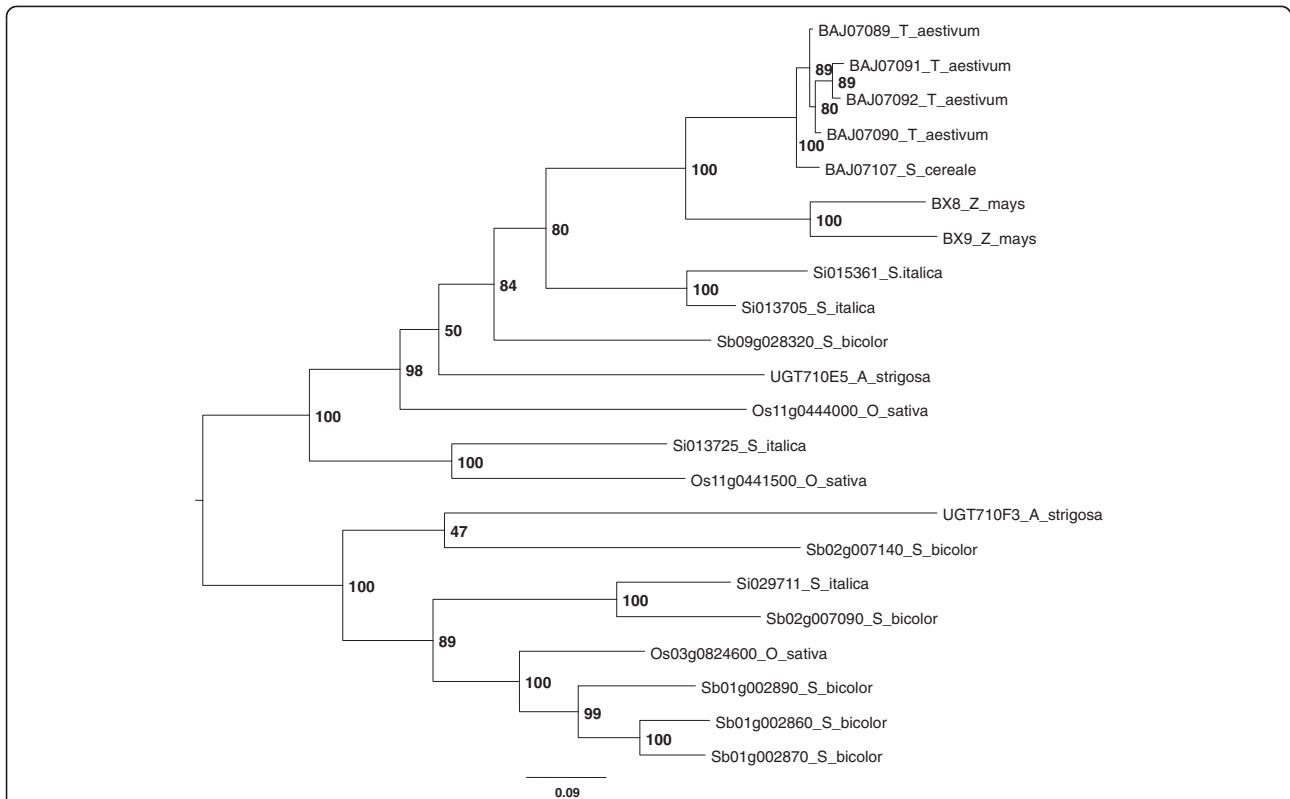 BAJ07089_T_aestivum
89
BAJ07091_T_aestivum
89
BAJ07092_T_aestivum
80
BAJ07090_T_aestivum
100
BAJ07107_S_cereale
100
BX8_Z_mays
100
BX9_Z_mays
80
Si015361_S.italica
100
Si013705_S_italica
84
Sb09g028320_S_bicolor
50
UGT710E5_A_strigosa
98
Os11g0444000_O_sativa
100
Si013725_S_italica
100
Os11g0441500_O_sativa
UGT710F3_A_strigosa
47
Sb02g007140_S_bicolor
100
Si029711_S_italica
100
Sb02g007090_S_bicolor
89
Os03g0824600_O_sativa
100
Sb01g002890_S_bicolor
99
Sb01g002860_S_bicolor
100
Sb01g002870_S_bicolor
0.09